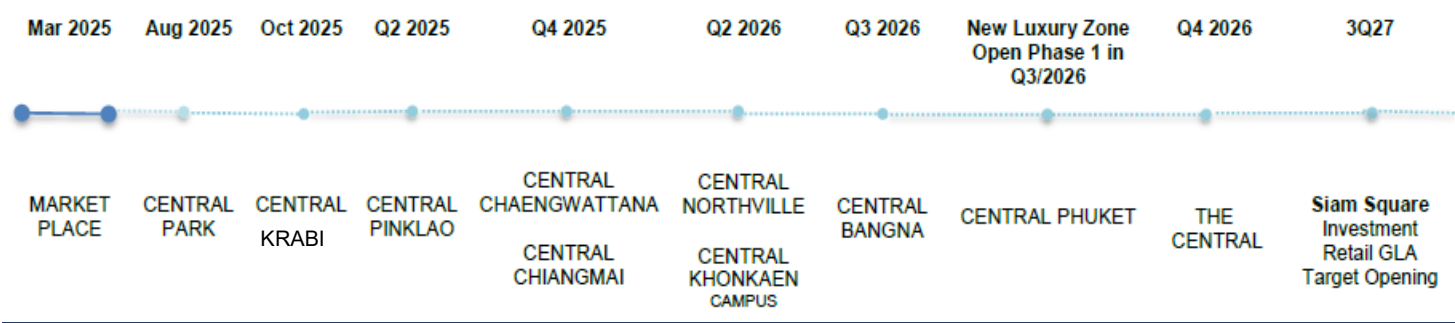 Mar 2025
Aug 2025
Oct 2025
Q2 2025
Q4 2025
Q2 2026
Q3 2026
New Luxury Zone
Open Phase 1 in
Q3/2026
Q4 2026
3Q27
MARKET
PLACE
CENTRAL
PARK
CENTRAL
KRABI
CENTRAL
PINKLAO
CENTRAL
CHAENGWATTANA
CENTRAL
CHIANGMAI
CENTRAL
NORTHVILLE
CENTRAL
KHONKAEN
CAMPUS
CENTRAL
BANGNA
CENTRAL PHUKET
THE
CENTRAL
Siam Square
Investment
Retail GLA
Target Opening